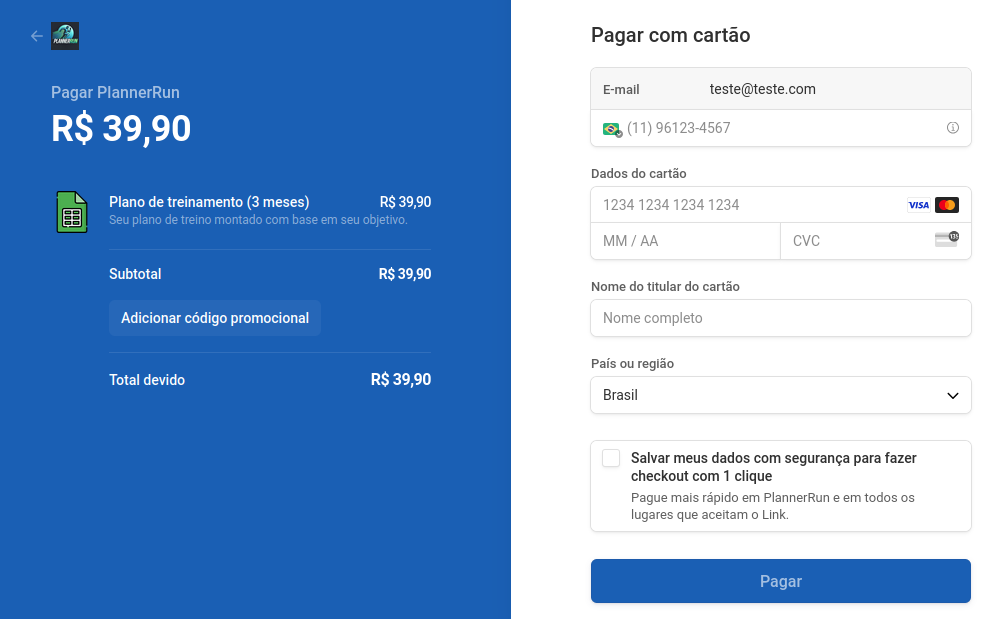 PLANNERRUN
Pagar PlannerRun
R$ 39,90
Plano de treinamento (3 meses) R$ 39,90
Seu plano de treino montado com base em seu objetivo.
Subtotal R$ 39,90
Adicionar código promocional
Total devido R$ 39,90
Pagar com cartão
E-mail teste@teste.com
(11) 96123-4567
Dados do cartão
1234 1234 1234 1234 VISA
MM / AA CVC 135
Nome do titular do cartão
Nome completo
País ou região
Brasil
Salvar meus dados com segurança para fazer
checkout com 1 clique
Pague mais rápido em PlannerRun e em todos os
lugares que aceitam o Link.
Pagar